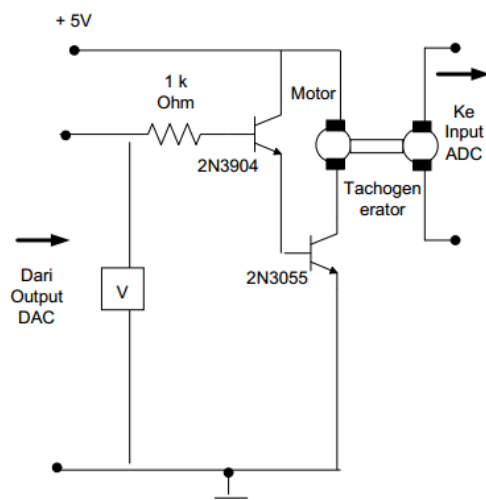 + 5V
1 k
Ohm
Motor
Ke
Input
ADC
2N3904
Tachogen
erator
2N3055
Dari
Output
DAC
V